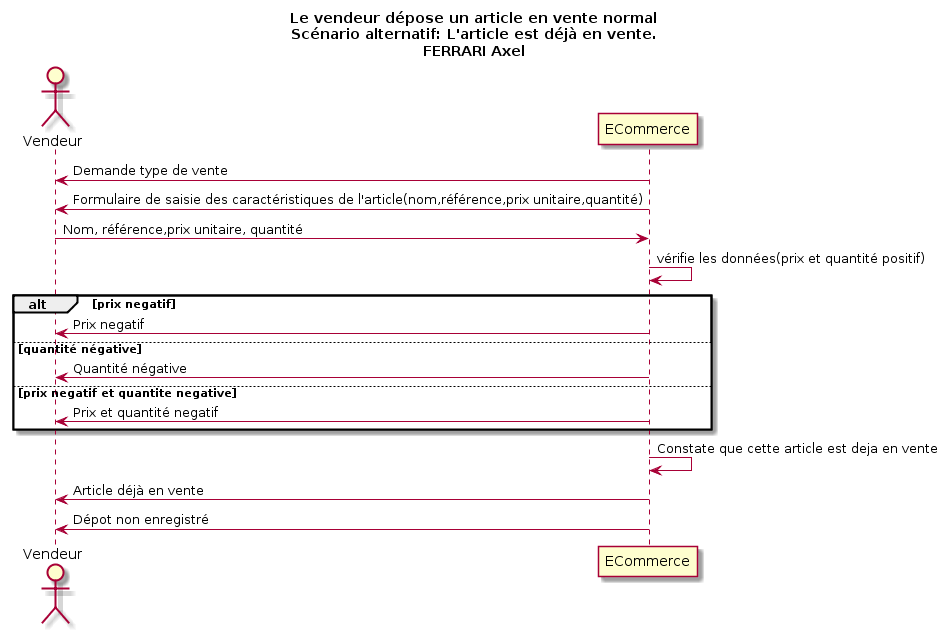 Le vendeur dépose un article en vente normal
Scénario alternatif: L'article est déjà en vente.
FERRARI Axel
Vendeur
ECommerce
Demande type de vente
Formulaire de saisie des caractéristiques de l'article(nom,référence,prix unitaire,quantité)
Nom, référence,prix unitaire, quantité
vérifie les données(prix et quantité positif)
alt [prix negatif]
Prix negatif
[quantité négative]
Quantité négative
[prix negatif et quantite negative]
Prix et quantité negatif
Constate que cette article est deja en vente
Article déjà en vente
Dépot non enregistré
Vendeur
ECommerce